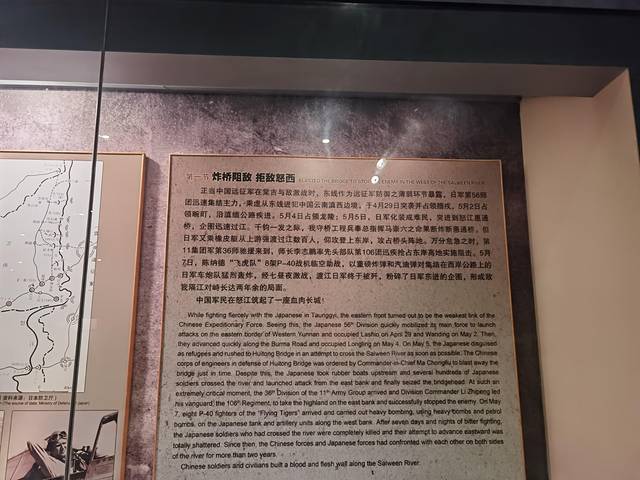 第一节 炸桥阻敌 拒敌怒西 BLASTED THE BRIDGE TO STOP ENEMY IN THE WEST OF THE SALWEEN RIVER
正当中国远征军在棠吉与敌激战时，东线作为远征军防御之薄弱环节暴露，日军第56师
团迅速集结主力，乘虚从东线进犯中国云南滇西边境，于4月29日突袭并占领腊戌，5月2日占
领畹町，沿滇缅公路疾进。5月4日占领龙陵；5月5日，日军化装成难民，突进到怒江惠通
桥，企图迅速过江。千钧一发之际，我守桥工程兵奉总指挥马崇六之命果断炸断惠通桥。但
日军又乘橡皮艇从上游强渡过江数百人，仰攻登上东岸，攻占桥头阵地。万分危急之时，第
11集团军第36师驰援来到，师长李志鹏率先头部队第106团迅疾抢占东岸高地实施阻击。5月
7日，陈纳德“飞虎队”8架P-40战机临空助战，以重磅炸弹和汽油弹对集结在西岸公路上的
日军车炮队猛烈轰炸，经七昼夜激战，渡江日军终于被歼，粉碎了日军东进的企图，形成敌
我隔江对峙长达两年余的局面。
中国军民在怒江筑起了一座血肉长城！
While fighting fiercely with the Japanese in Taunggyi, the eastern front turned out to be the weakest link of the
Chinese Expeditionary Force. Seeing this, the Japanese 56th Division quickly mobilized its main force to launch
attacks on the eastern border of Western Yunnan and occupied Lashio on April 29 and Wanding on May 2. Then,
they advanced quickly along the Burma Road and occupied Longling on May 4. On May 5, the Japanese disguised
as refugees and rushed to Huitong Bridge in an attempt to cross the Salween River as soon as possible. The Chinese
corps of engineers in defense of Huitong Bridge was ordered by Commander-in-Chief Ma Chongliu to blast away the
bridge just in time. Despite this, the Japanese took rubber boats upstream and several hundreds of Japanese
soldiers crossed the river and launched attack from the east bank and finally seized the bridgehead. At such an
extremely critical moment, the 36th Division of the 11th Army Group arrived and Division Commander Li Zhipeng led
his vanguard, the 106th Regiment, to take the highland on the east bank and successfully stopped the enemy. On May
7, eight P-40 fighters of the "Flying Tigers" arrived and carried out heavy bombing, using heavy bombs and petrol
bombs, on the Japanese tank and artillery units along the west bank. After seven days and nights of bitter fighting,
the Japanese soldiers who had crossed the river were completely killed and their attempt to advance eastward was
totally shattered. Since then, the Chinese forces and Japanese forces had confronted with each other on both sides
of the river for more than two years.
Chinese soldiers and civilians built a blood and flesh wall along the Salween River.